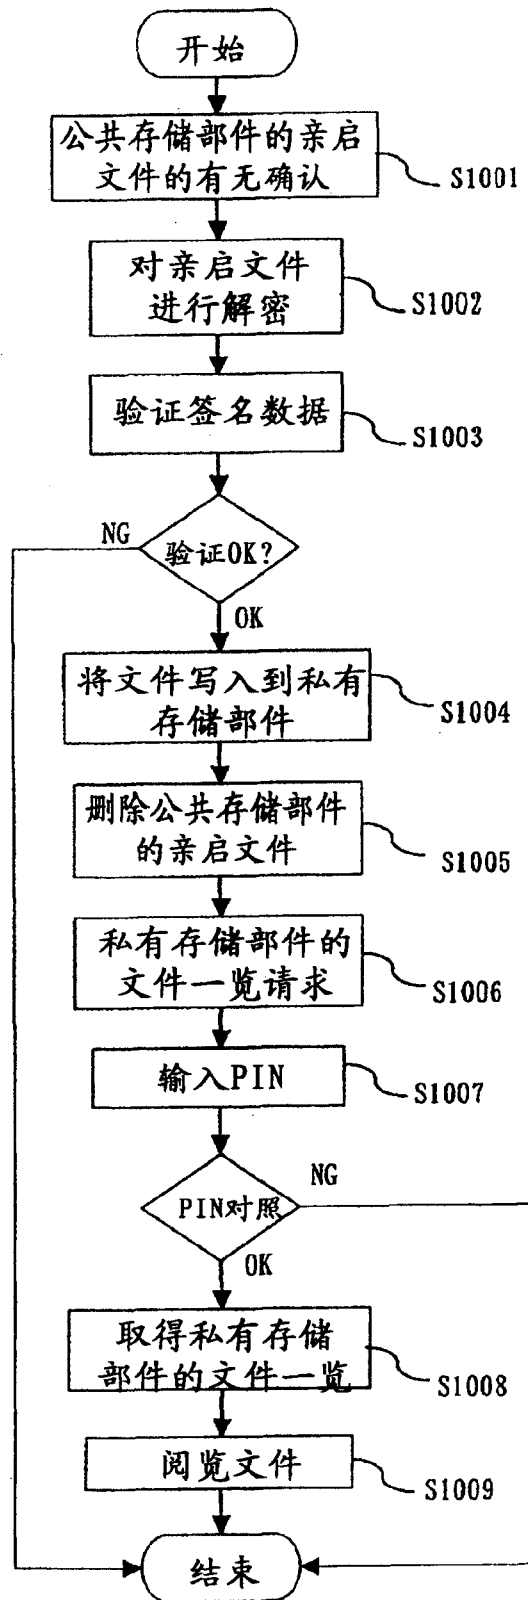 开始
公共存储部件的亲启
文件的有无确认
S1001
对亲启文件
进行解密
S1002
验证签名数据
S1003
验证OK?
NG
OK
将文件写入到私有
存储部件
S1004
删除公共存储部件
的亲启文件
S1005
私有存储部件的
文件一览请求
S1006
输入PIN
S1007
PIN对照
NG
OK
取得私有存储
部件的文件一览
S1008
阅览文件
S1009
结束